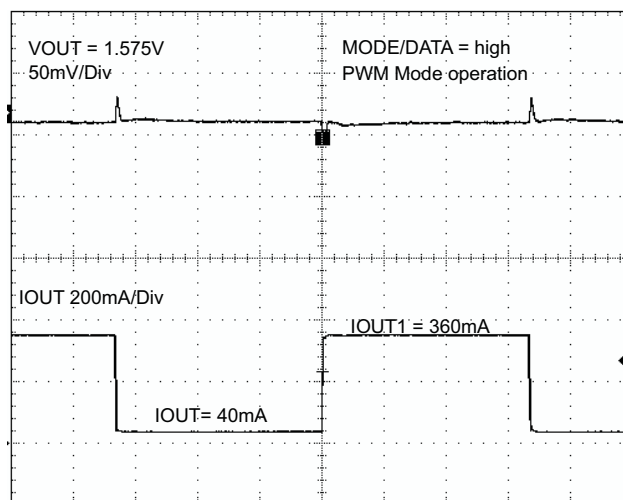 VOUT = 1.575V
50mV/Div
MODE/DATA = high
PWM Mode operation
IOUT 200mA/Div
IOUT1 = 360mA
IOUT= 40mA